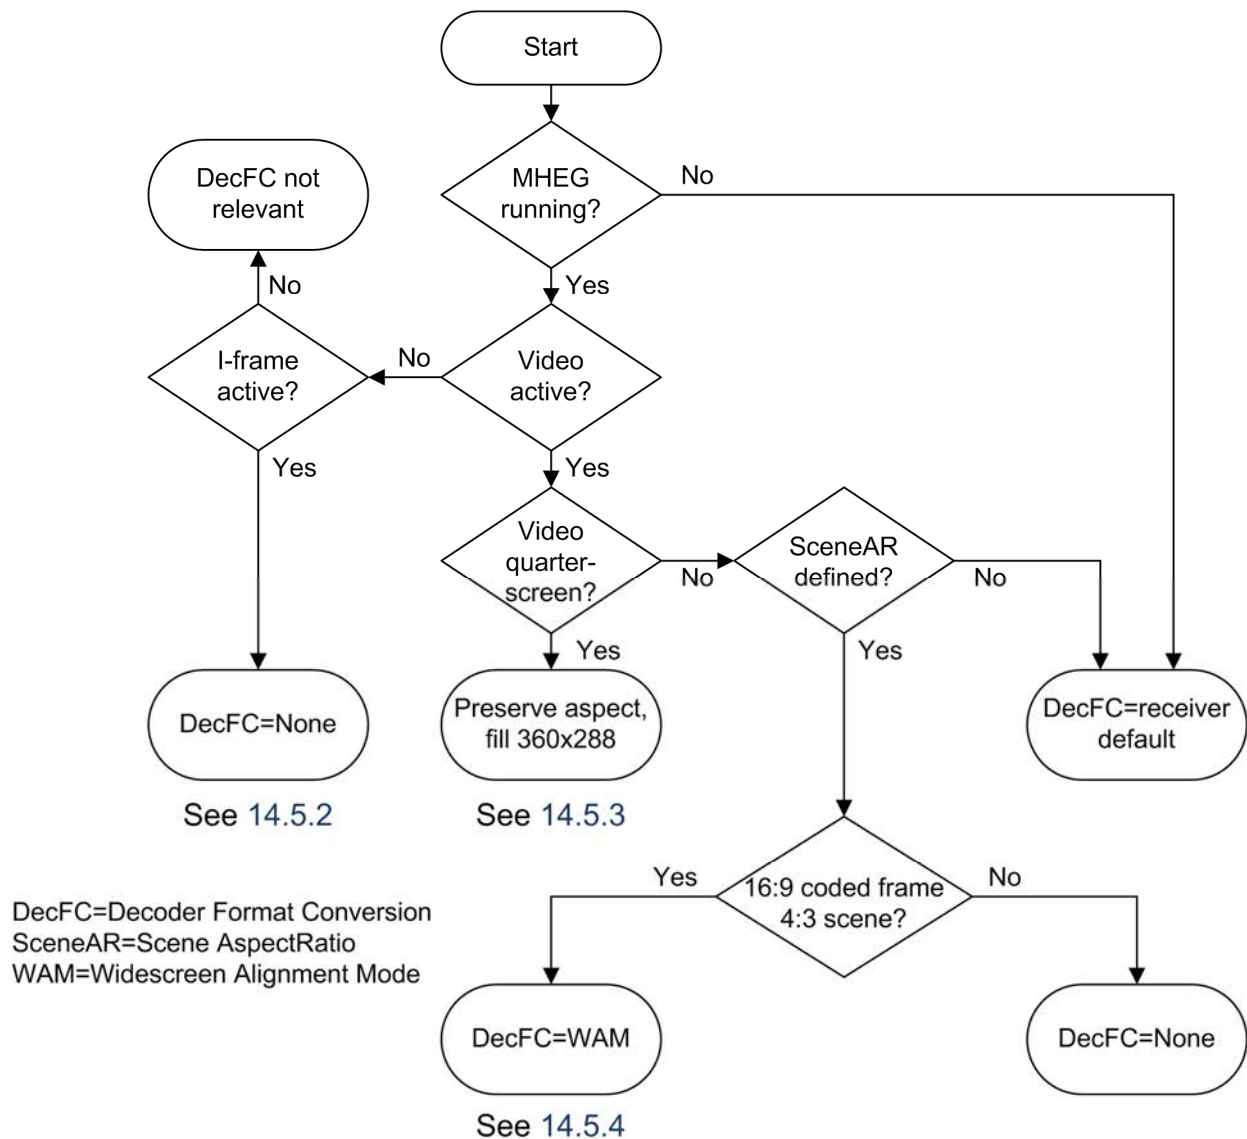 Start
MHEG
running?
No
DecFC not
relevant
Yes
No
I-frame
active?
No
Video
active?
Yes
Yes
Video
quarter-
screen?
No
SceneAR
defined?
No
Yes
Yes
DecFC=None
Preserve aspect,
fill 360x288
DecFC=receiver
default
See 14.5.2
See 14.5.3
Yes
16:9 coded frame
4:3 scene?
No
DecFC=Decoder Format Conversion
SceneAR=Scene AspectRatio
WAM=Widescreen Alignment Mode
DecFC=WAM
DecFC=None
See 14.5.4